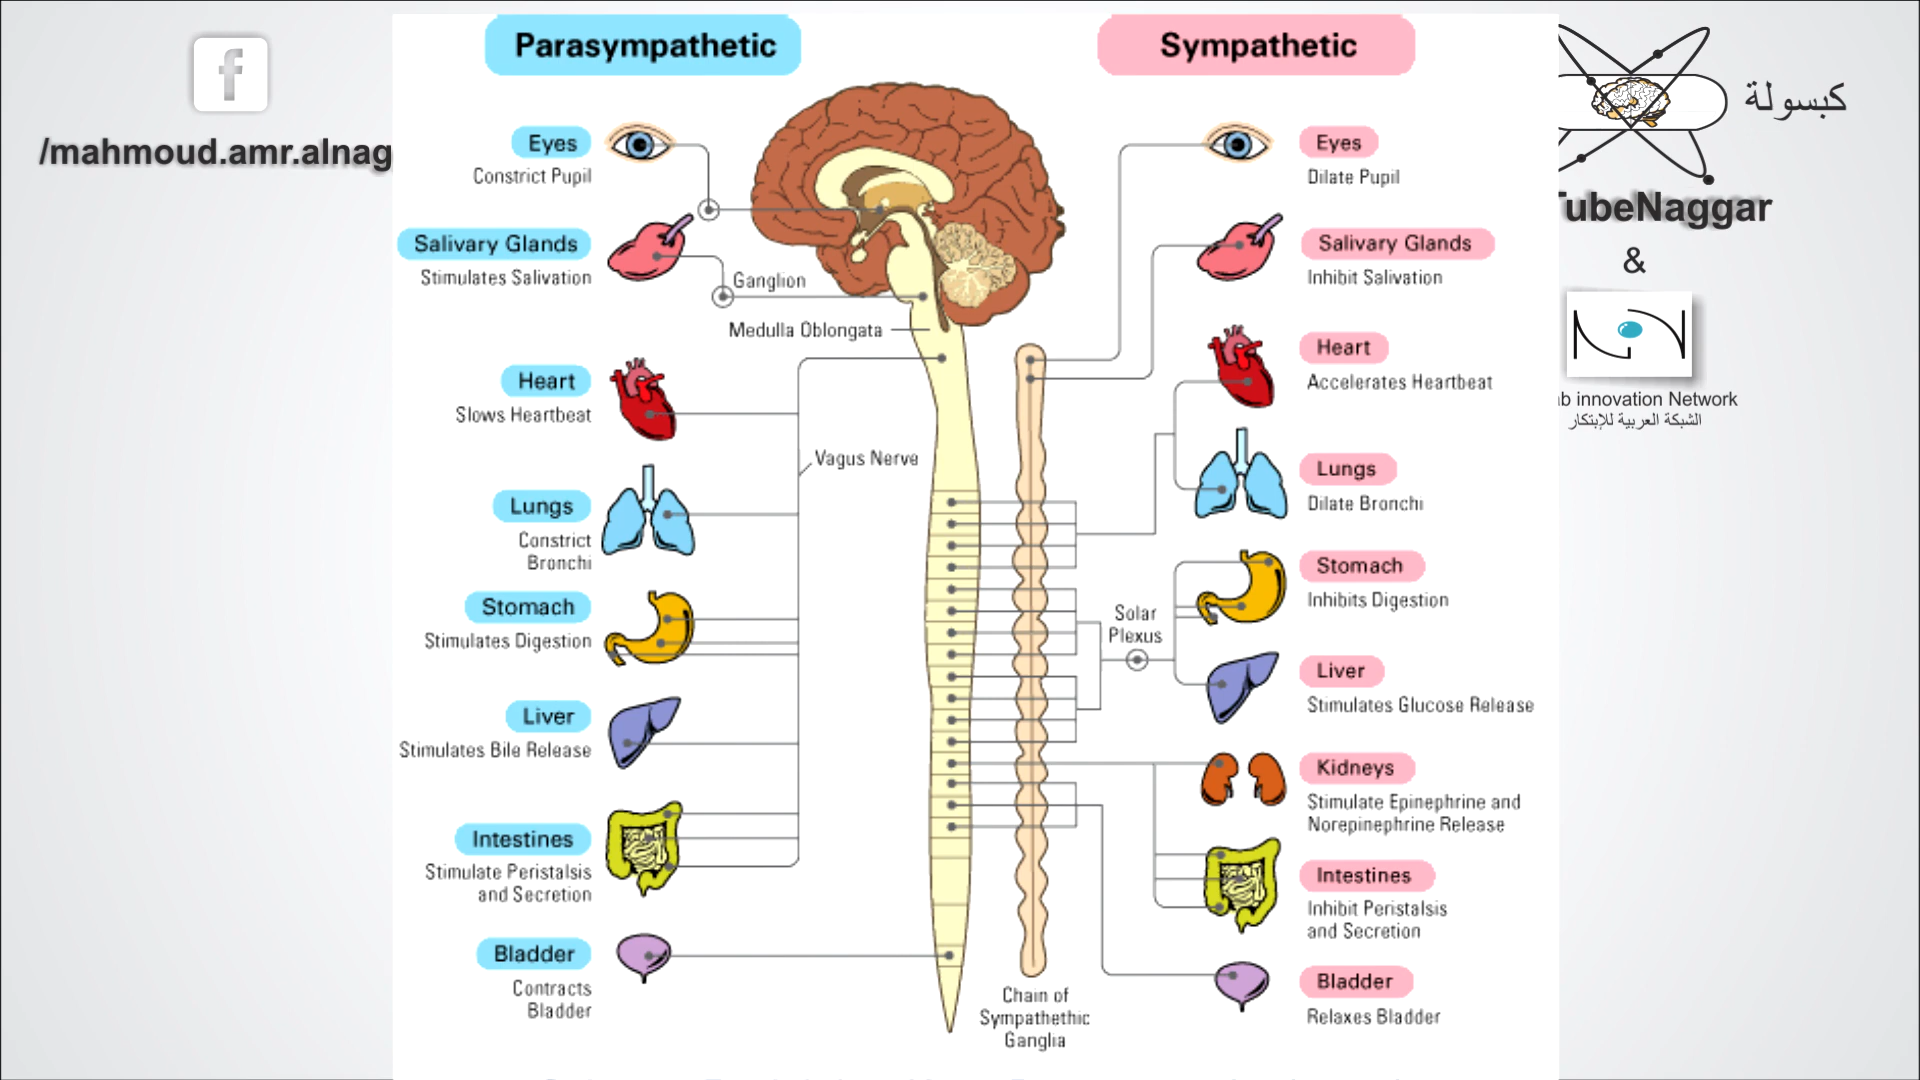 Parasympathetic
Sympathetic
/mahmoud.amr.alnag
Eyes
Constrict Pupil
Salivary Glands
Stimulates Salivation
Heart
Slows Heartbeat
Lungs
Constrict
Bronchi
Stomach
Stimulates Digestion
Liver
Stimulates Bile Release
Intestines
Stimulate Peristalsis
and Secretion
Bladder
Contracts
Bladder
Ganglion
Medulla Oblongata
Vagus Nerve
Solar
Plexus
Chain of
Sympathethic
Ganglia
Eyes
Dilate Pupil
Salivary Glands
Inhibit Salivation
Heart
Accelerates Heartbeat
Lungs
Dilate Bronchi
Stomach
Inhibits Digestion
Liver
Stimulates Glucose Release
Kidneys
Stimulate Epinephrine and
Norepinephrine Release
Intestines
Inhibit Peristalsis
and Secretion
Bladder
Relaxes Bladder
كبسولة
TubeNaggar
&
b innovation Network
الشبكة العربية للإبتكار